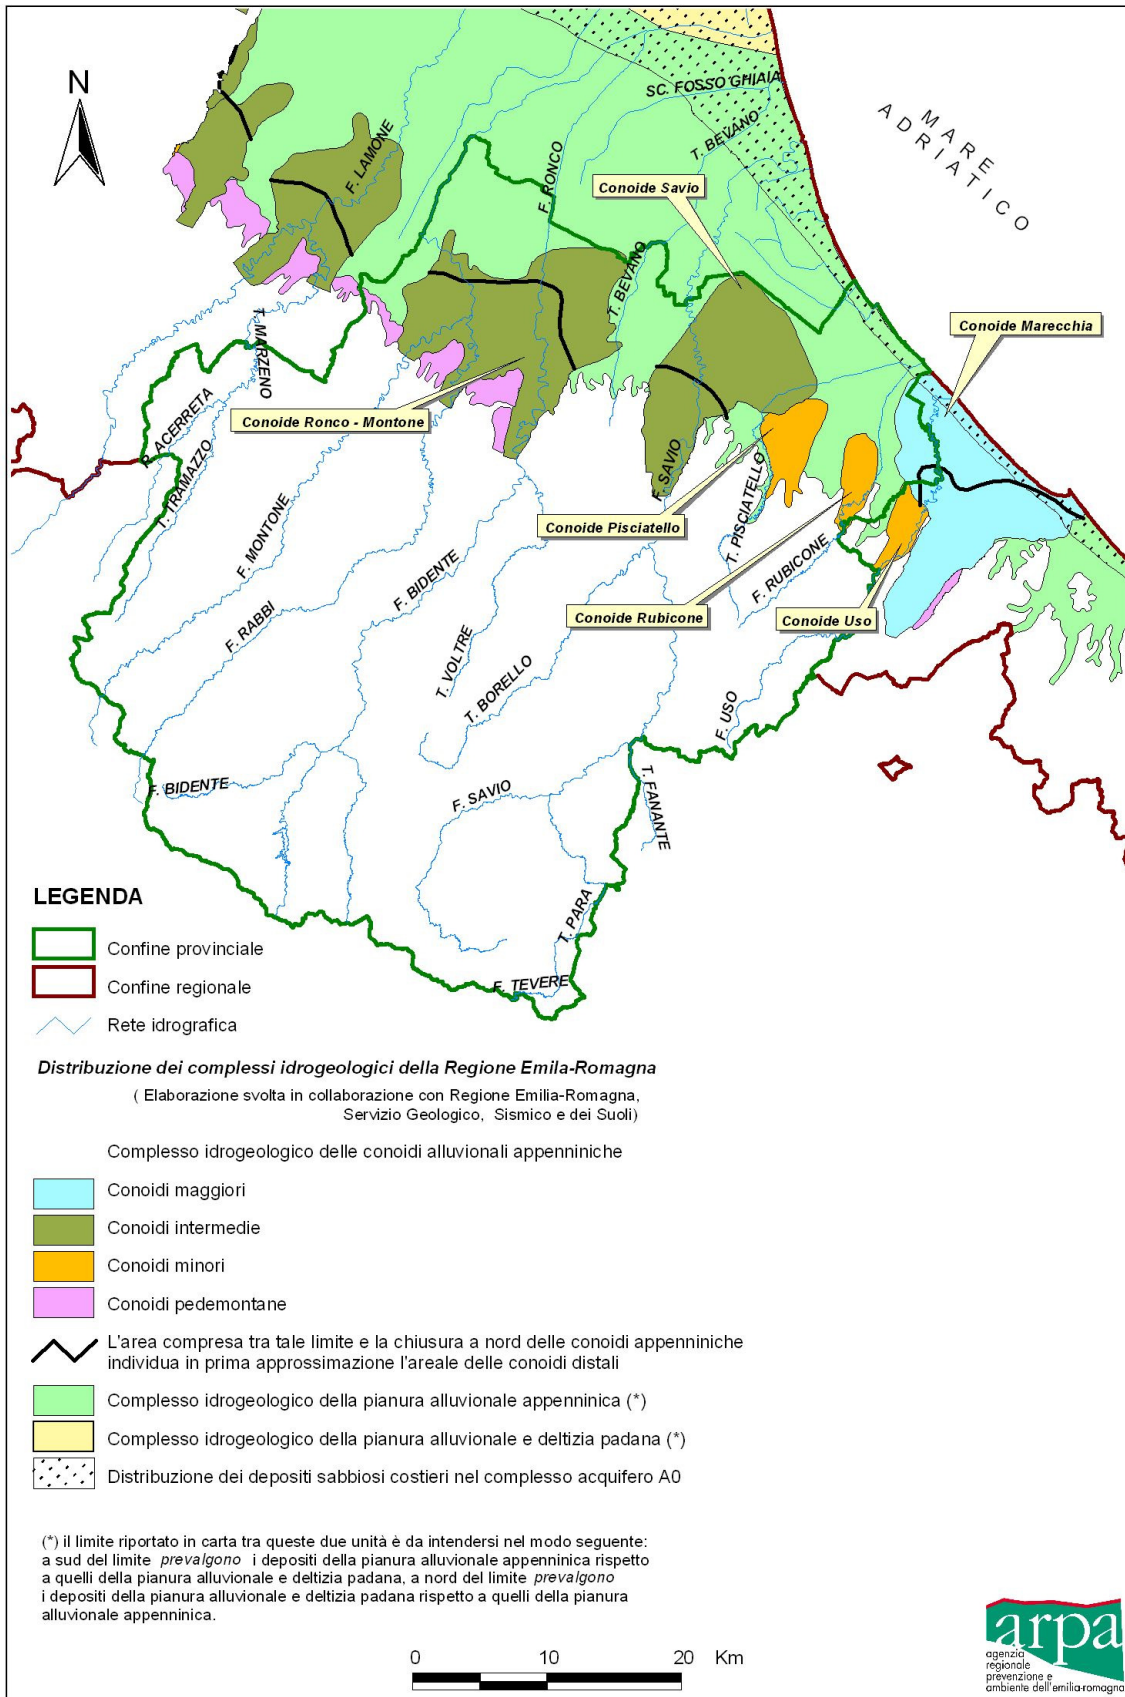 N
SC. FOSSO GHIAIA
T. BEVANO
MARE
ADRIATICO
F. LAMONE
F. RONCO
Conoide Savio
T. BEVANO
T. MARZENO
Conoide Marecchia
R. ACERRETA
Conoide Ronco - Montone
T. TRAMAZZO
F. MONTONE
F. SAVIO
T. PISCIATELLO
Conoide Pisciatello
F. BIDENTE
F. RUBICONE
F. RABBI
Conoide Rubicone
Conoide Uso
T. VOLTRE
T. BORELLO
F. USO
F. BIDENTE
F. SAVIO
T. FANANTE
T. PARA
F. TEVERE
LEGENDA
Confine provinciale
Confine regionale
Rete idrografica
Distribuzione dei complessi idrogeologici della Regione Emila-Romagna
( Elaborazione svolta in collaborazione con Regione Emilia-Romagna,
Servizio Geologico, Sismico e dei Suoli)
Complesso idrogeologico delle conoidi alluvionali appenniniche
Conoidi maggiori
Conoidi intermedie
Conoidi minori
Conoidi pedemontane
L'area compresa tra tale limite e la chiusura a nord delle conoidi appenniniche
individua in prima approssimazione l'areale delle conoidi distali
Complesso idrogeologico della pianura alluvionale appenninica (*)
Complesso idrogeologico della pianura alluvionale e deltizia padana (*)
Distribuzione dei depositi sabbiosi costieri nel complesso acquifero A0
(*) il limite riportato in carta tra queste due unità è da intendersi nel modo seguente:
a sud del limite prevalgono i depositi della pianura alluvionale appenninica rispetto
a quelli della pianura alluvionale e deltizia padana, a nord del limite prevalgono
i depositi della pianura alluvionale e deltizia padana rispetto a quelli della pianura
alluvionale appenninica.
0 10 20 Km
arpa
agenzia
regionale
prevenzione e
ambiente dell'emilia-romagna